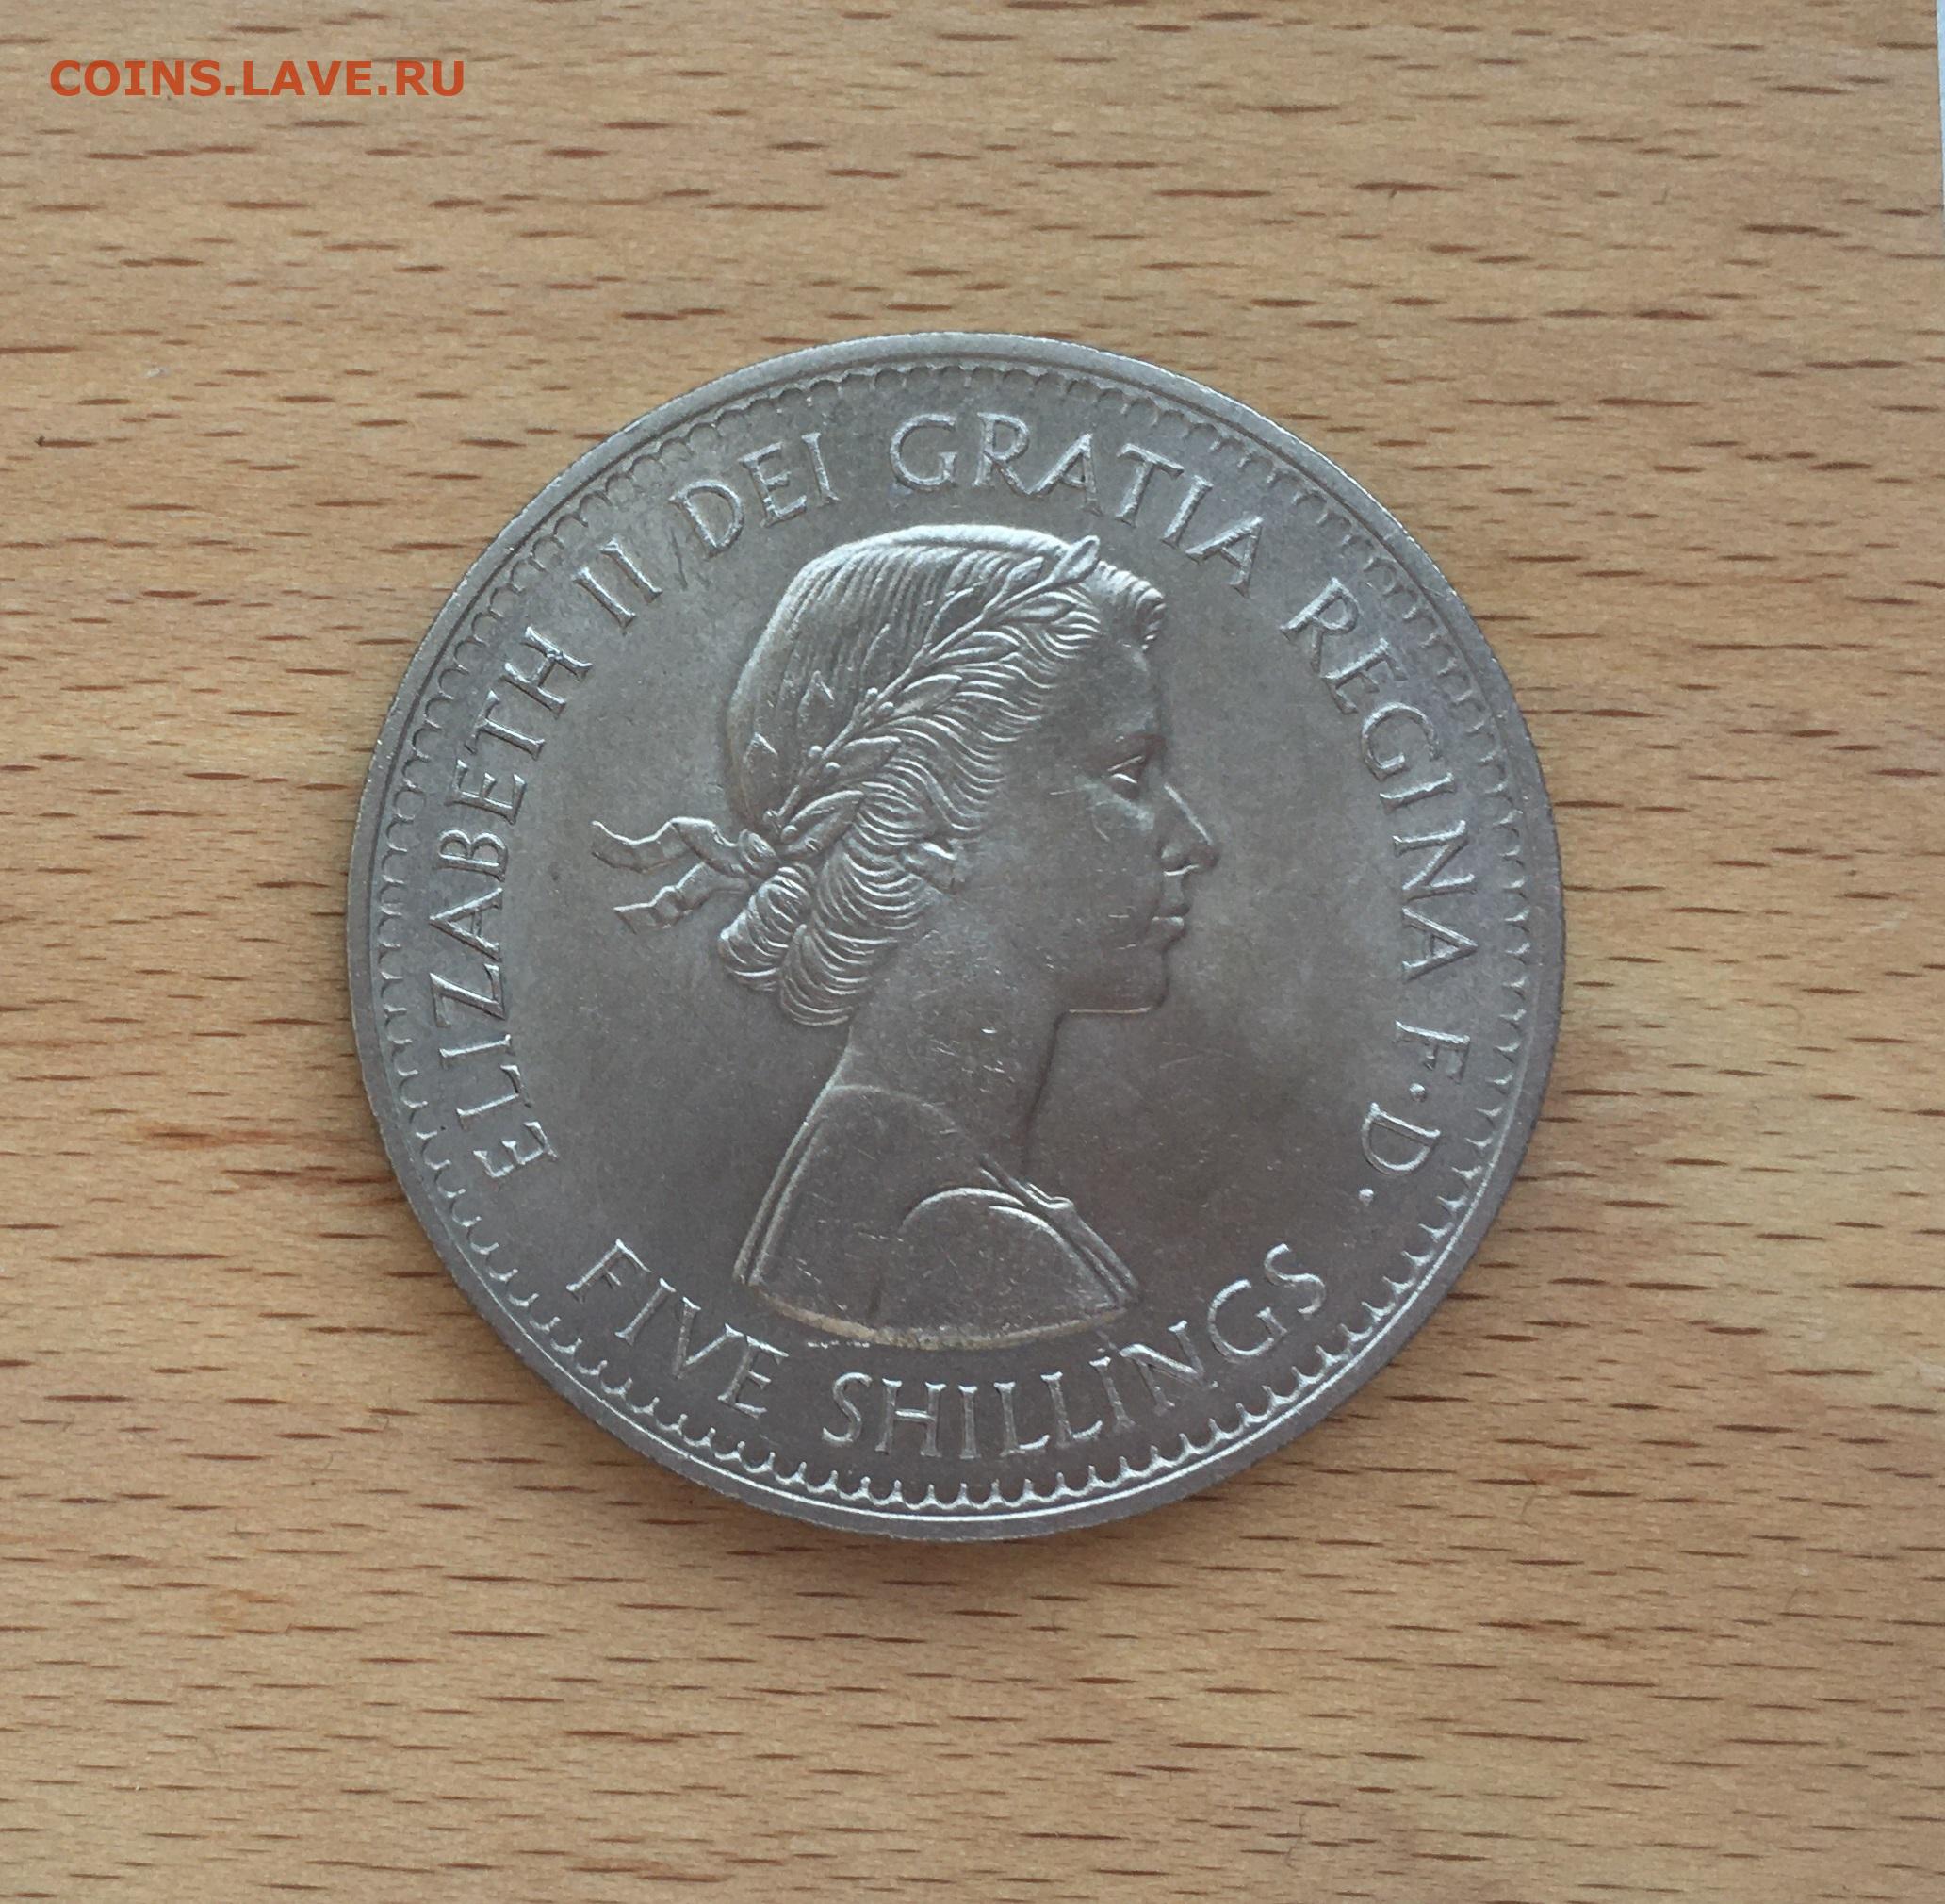 COINS.LAVE.RU
ELIZABETH II DEI GRATIA REGINA F·D·
FIVE SHILLINGS